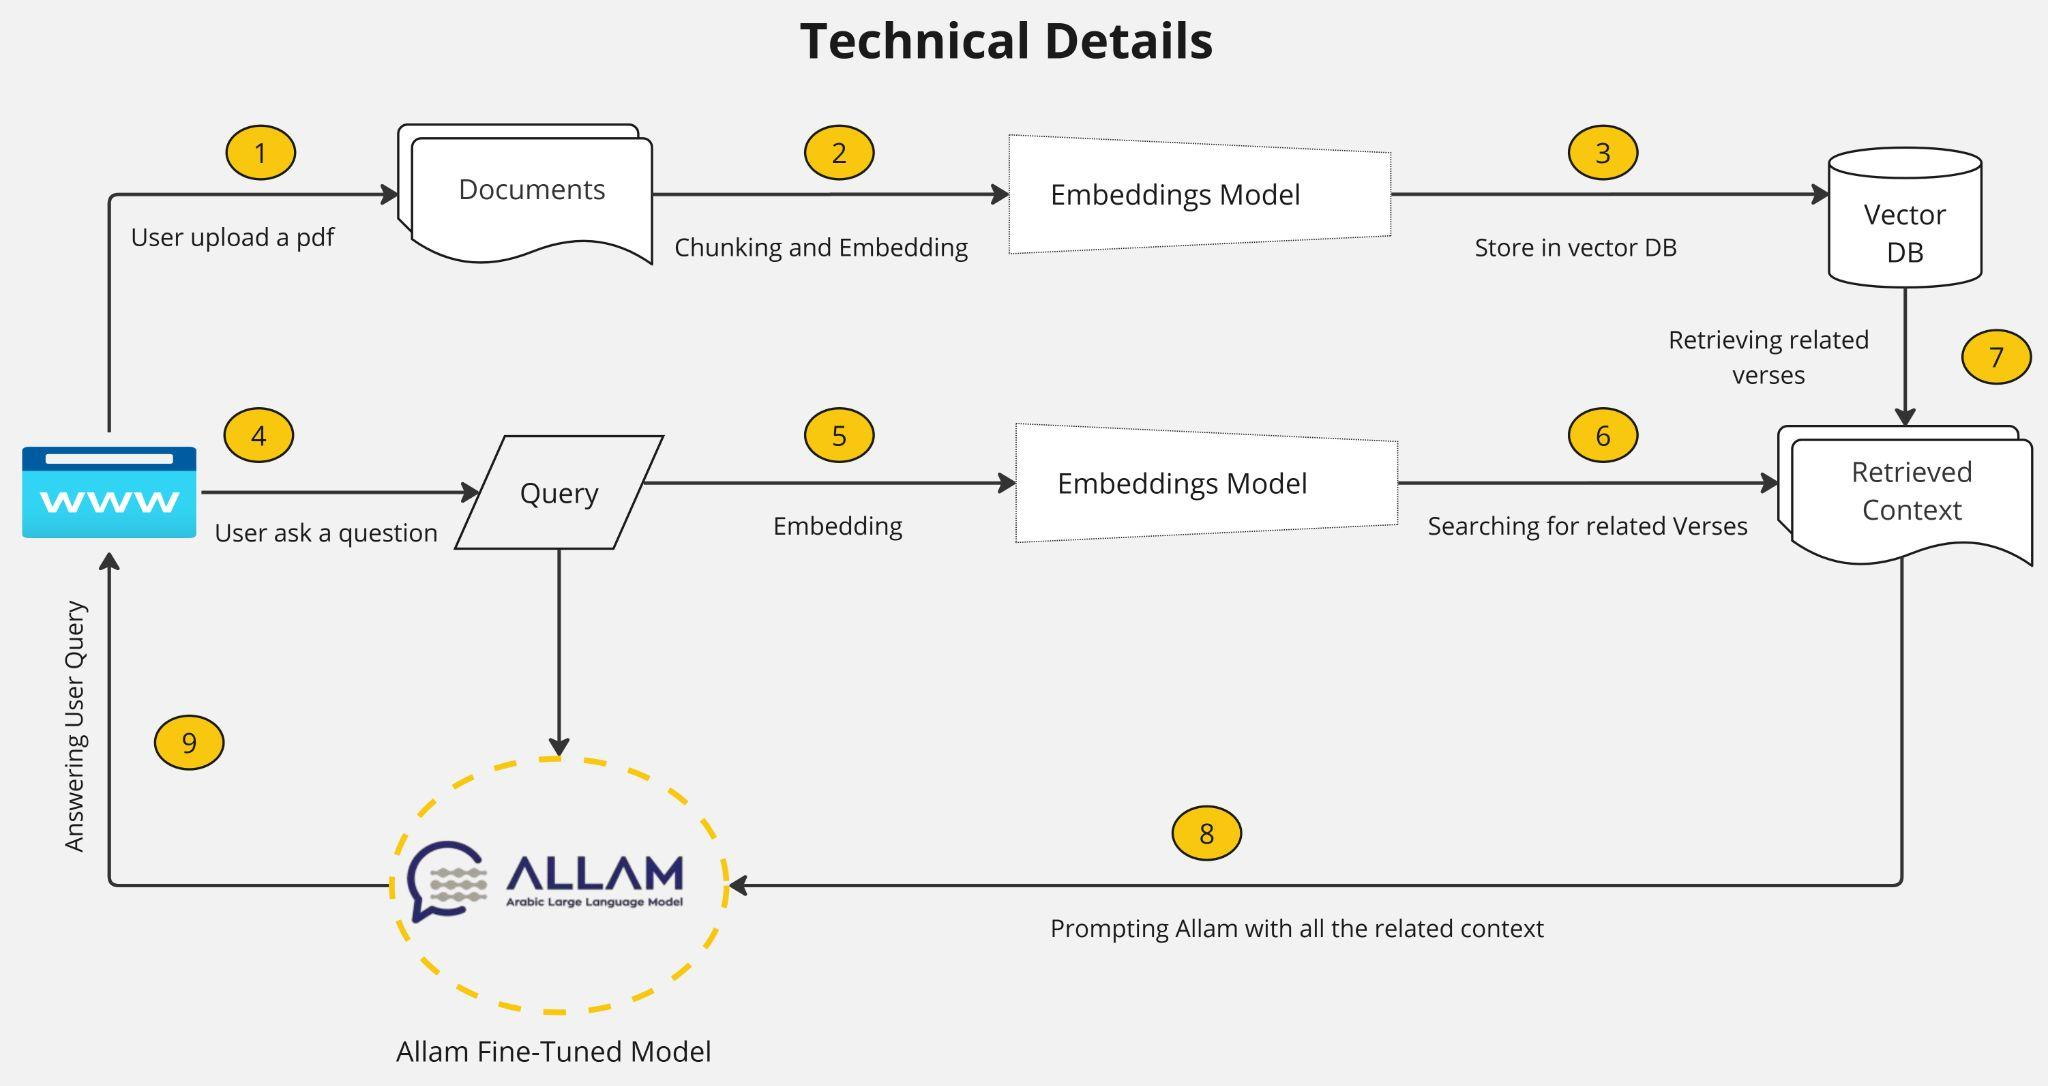 Technical Details
1
2
3
Documents
Embeddings Model
Vector
DB
User upload a pdf
Chunking and Embedding
Store in vector DB
Retrieving related
verses
7
4
5
6
www
Query
Embeddings Model
Retrieved
Context
User ask a question
Embedding
Searching for related Verses
Answering User Query
9
8
ALLAM
Arabic Large Language Model
Prompting Allam with all the related context
Allam Fine-Tuned Model